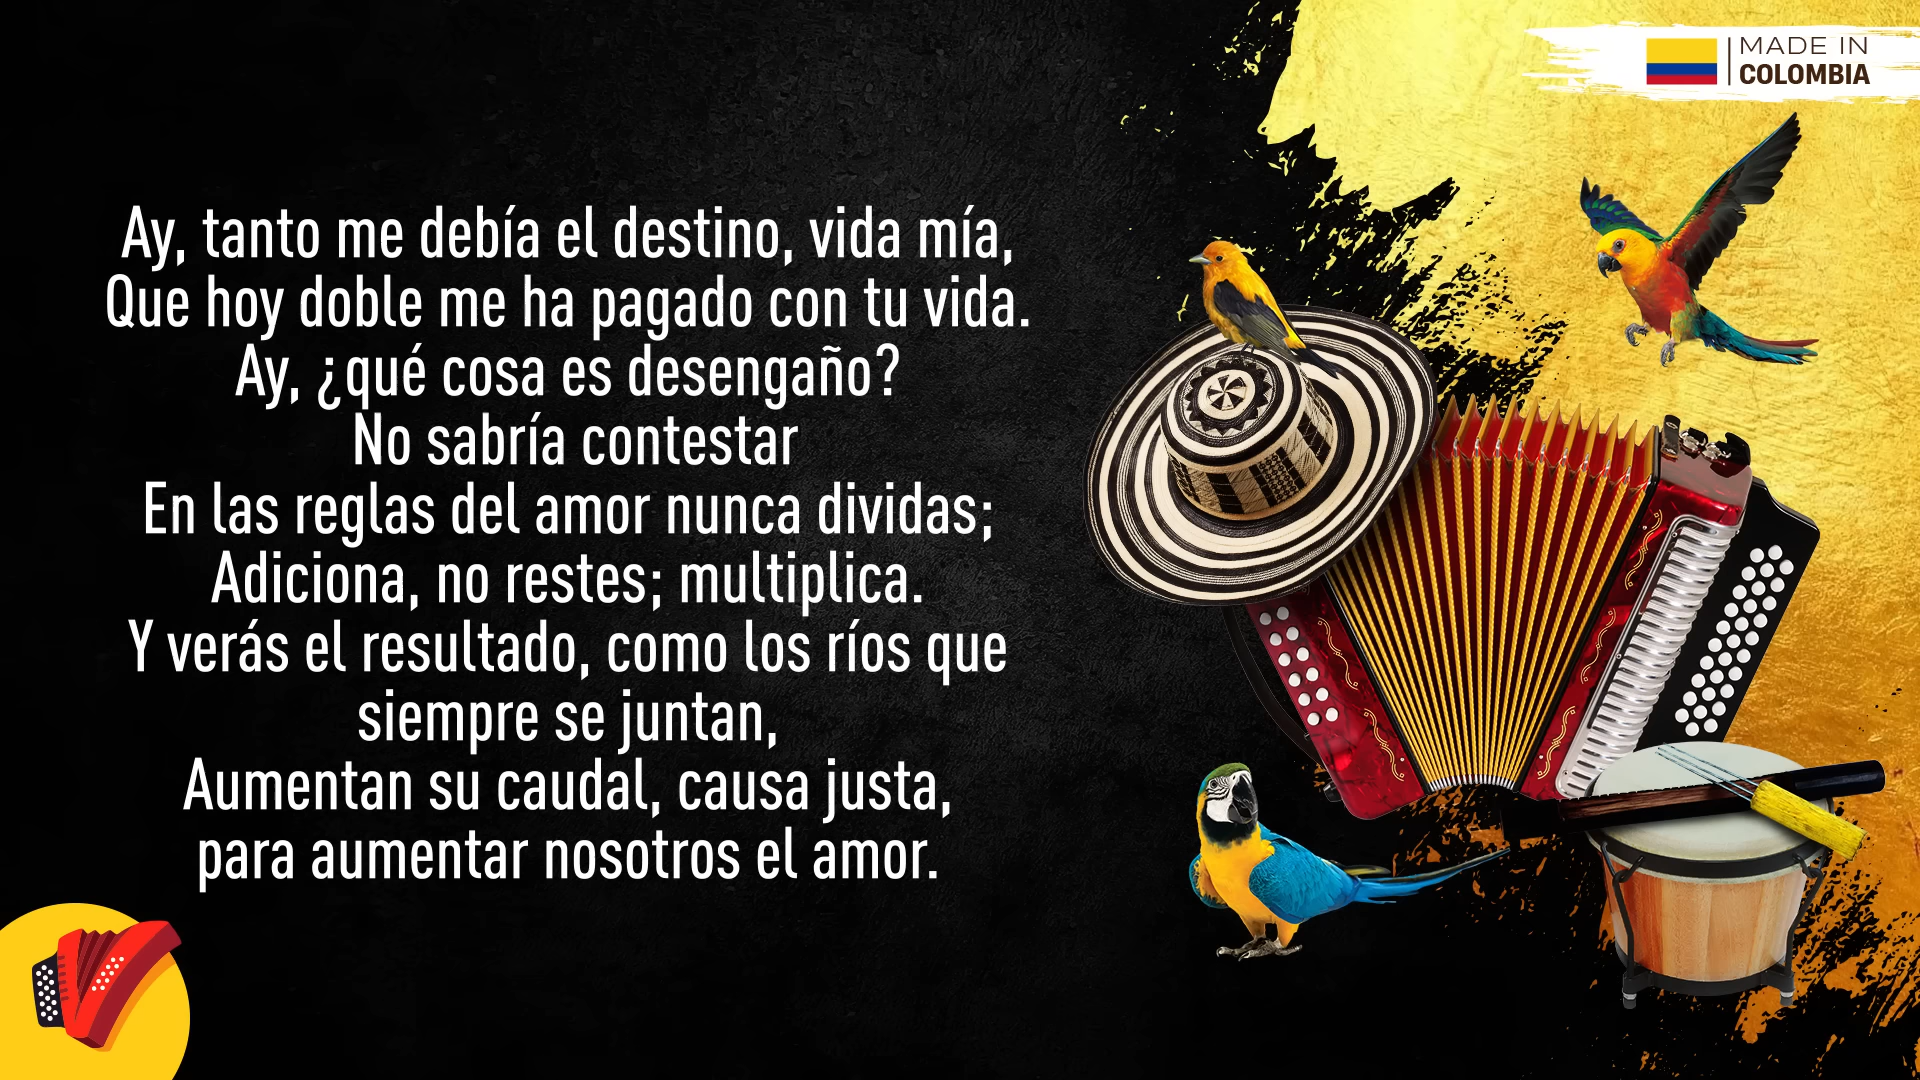 MADE IN
COLOMBIA
Ay, tanto me debía el destino, vida mía,
Que hoy doble me ha pagado con tu vida.
Ay, ¿qué cosa es desengaño?
No sabría contestar
En las reglas del amor nunca dividas;
Adiciona, no restes; multiplica.
Y verás el resultado, como los ríos que
siempre se juntan,
Aumentan su caudal, causa justa,
para aumentar nosotros el amor.